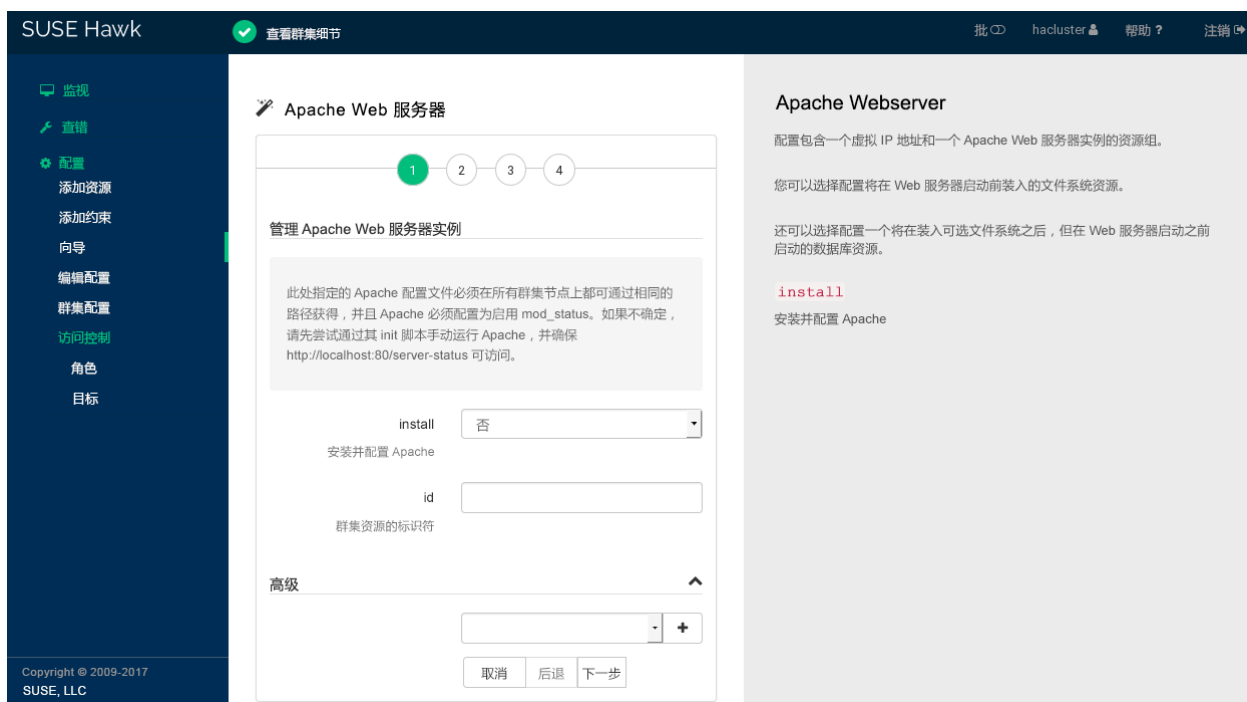 SUSE Hawk
查看群集细节
批
hacluster
帮助 ?
注销
监视
查错
配置
添加资源
添加约束
向导
编辑配置
群集配置
访问控制
角色
目标
Copyright © 2009-2017
SUSE, LLC
Apache Web 服务器
1
2
3
4
管理 Apache Web 服务器实例
此处指定的 Apache 配置文件必须在所有群集节点上都可通过相同的
路径获得，并且 Apache 必须配置为启用 mod_status。如果不确定，
请先尝试通过其 init 脚本手动运行 Apache，并确保
http://localhost:80/server-status 可访问。
install
否
安装并配置 Apache
id
群集资源的标识符
高级
取消
后退
下一步
Apache Webserver
配置包含一个虚拟 IP 地址和一个 Apache Web 服务器实例的资源组。
您可以选择配置将在 Web 服务器启动前装入的文件系统资源。
还可以选择配置一个将在装入可选文件系统之后，但在 Web 服务器启动之前
启动的数据库资源。
install
安装并配置 Apache